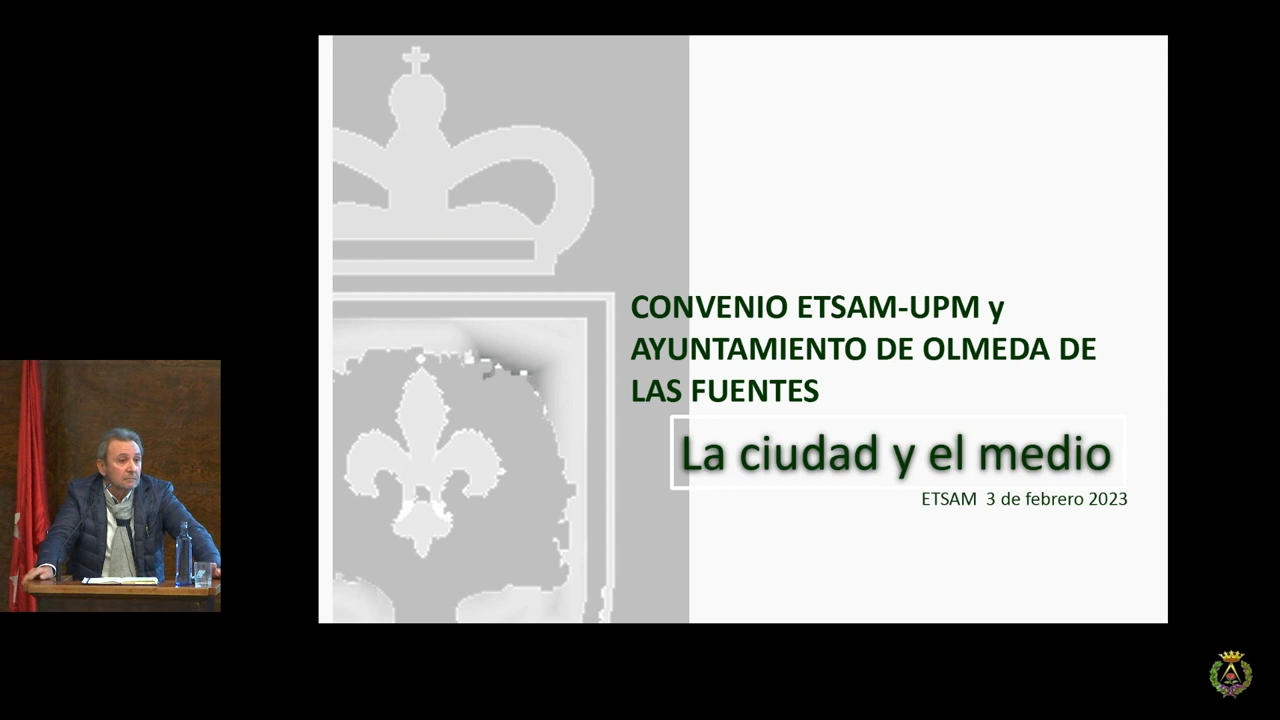 CONVENIO ETSAM-UPM y
AYUNTAMIENTO DE OLMEDA DE
LAS FUENTES
La ciudad y el medio
ETSAM 3 de febrero 2023